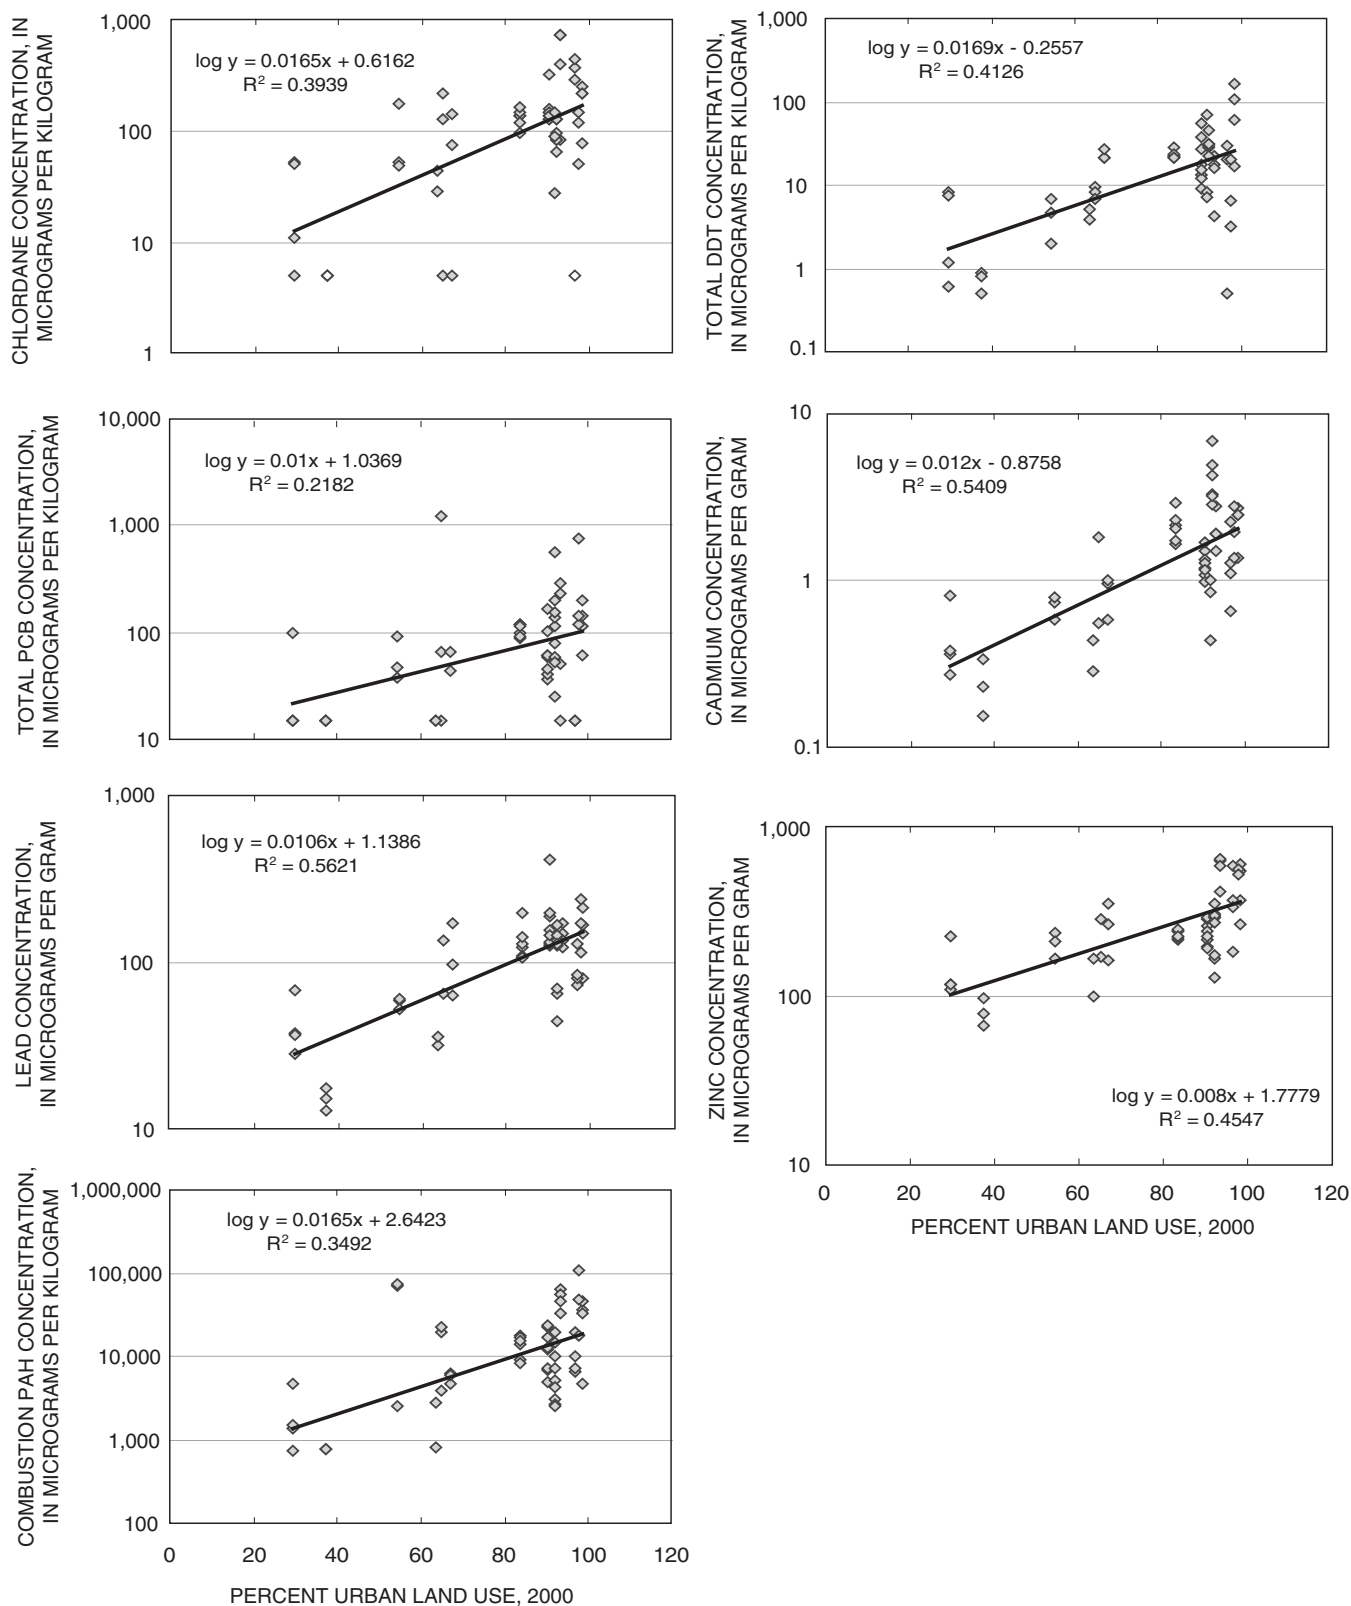 CHLORDANE CONCENTRATION, IN
MICROGRAMS PER KILOGRAM
1,000
100
10
1
log y = 0.0165x + 0.6162
R² = 0.3939
TOTAL DDT CONCENTRATION,
IN MICROGRAMS PER KILOGRAM
1,000
100
10
1
0.1
log y = 0.0169x - 0.2557
R² = 0.4126
TOTAL PCB CONCENTRATION,
IN MICROGRAMS PER KILOGRAM
10,000
1,000
100
10
log y = 0.01x + 1.0369
R² = 0.2182
CADMIUM CONCENTRATION,
IN MICROGRAMS PER GRAM
10
1
0.1
log y = 0.012x - 0.8758
R² = 0.5409
LEAD CONCENTRATION,
IN MICROGRAMS PER GRAM
1,000
100
10
log y = 0.0106x + 1.1386
R² = 0.5621
ZINC CONCENTRATION,
IN MICROGRAMS PER GRAM
1,000
100
10
log y = 0.008x + 1.7779
R² = 0.4547
0 20 40 60 80 100 120
PERCENT URBAN LAND USE, 2000
COMBUSTION PAH CONCENTRATION,
IN MICROGRAMS PER KILOGRAM
1,000,000
100,000
10,000
1,000
100
log y = 0.0165x + 2.6423
R² = 0.3492
0 20 40 60 80 100 120
PERCENT URBAN LAND USE, 2000